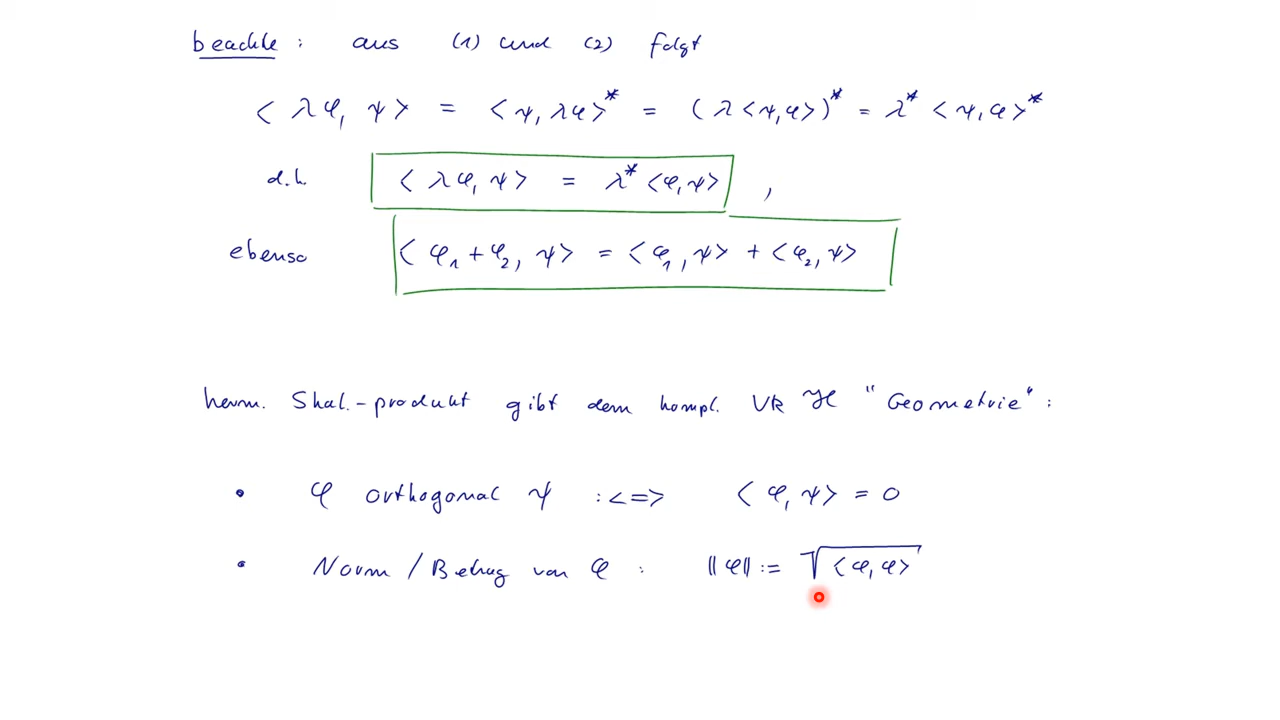 beachte : aus (1) und (2) folgt
< λφ, ψ > = < ψ, λφ >* = ( λ < ψ, φ > )* = λ* < ψ, φ >*
d.h. < λφ, ψ > = λ* < φ, ψ > ,
ebenso < φ₁ + φ₂, ψ > = < φ₁, ψ > + < φ₂, ψ >
herm. Skal.-produkt gibt dem kompl. VR ℋ "Geometrie" :
• φ orthogonal ψ : <=> < φ, ψ > = 0
• Norm / Betrag von φ : ‖φ‖ := √< φ, φ >